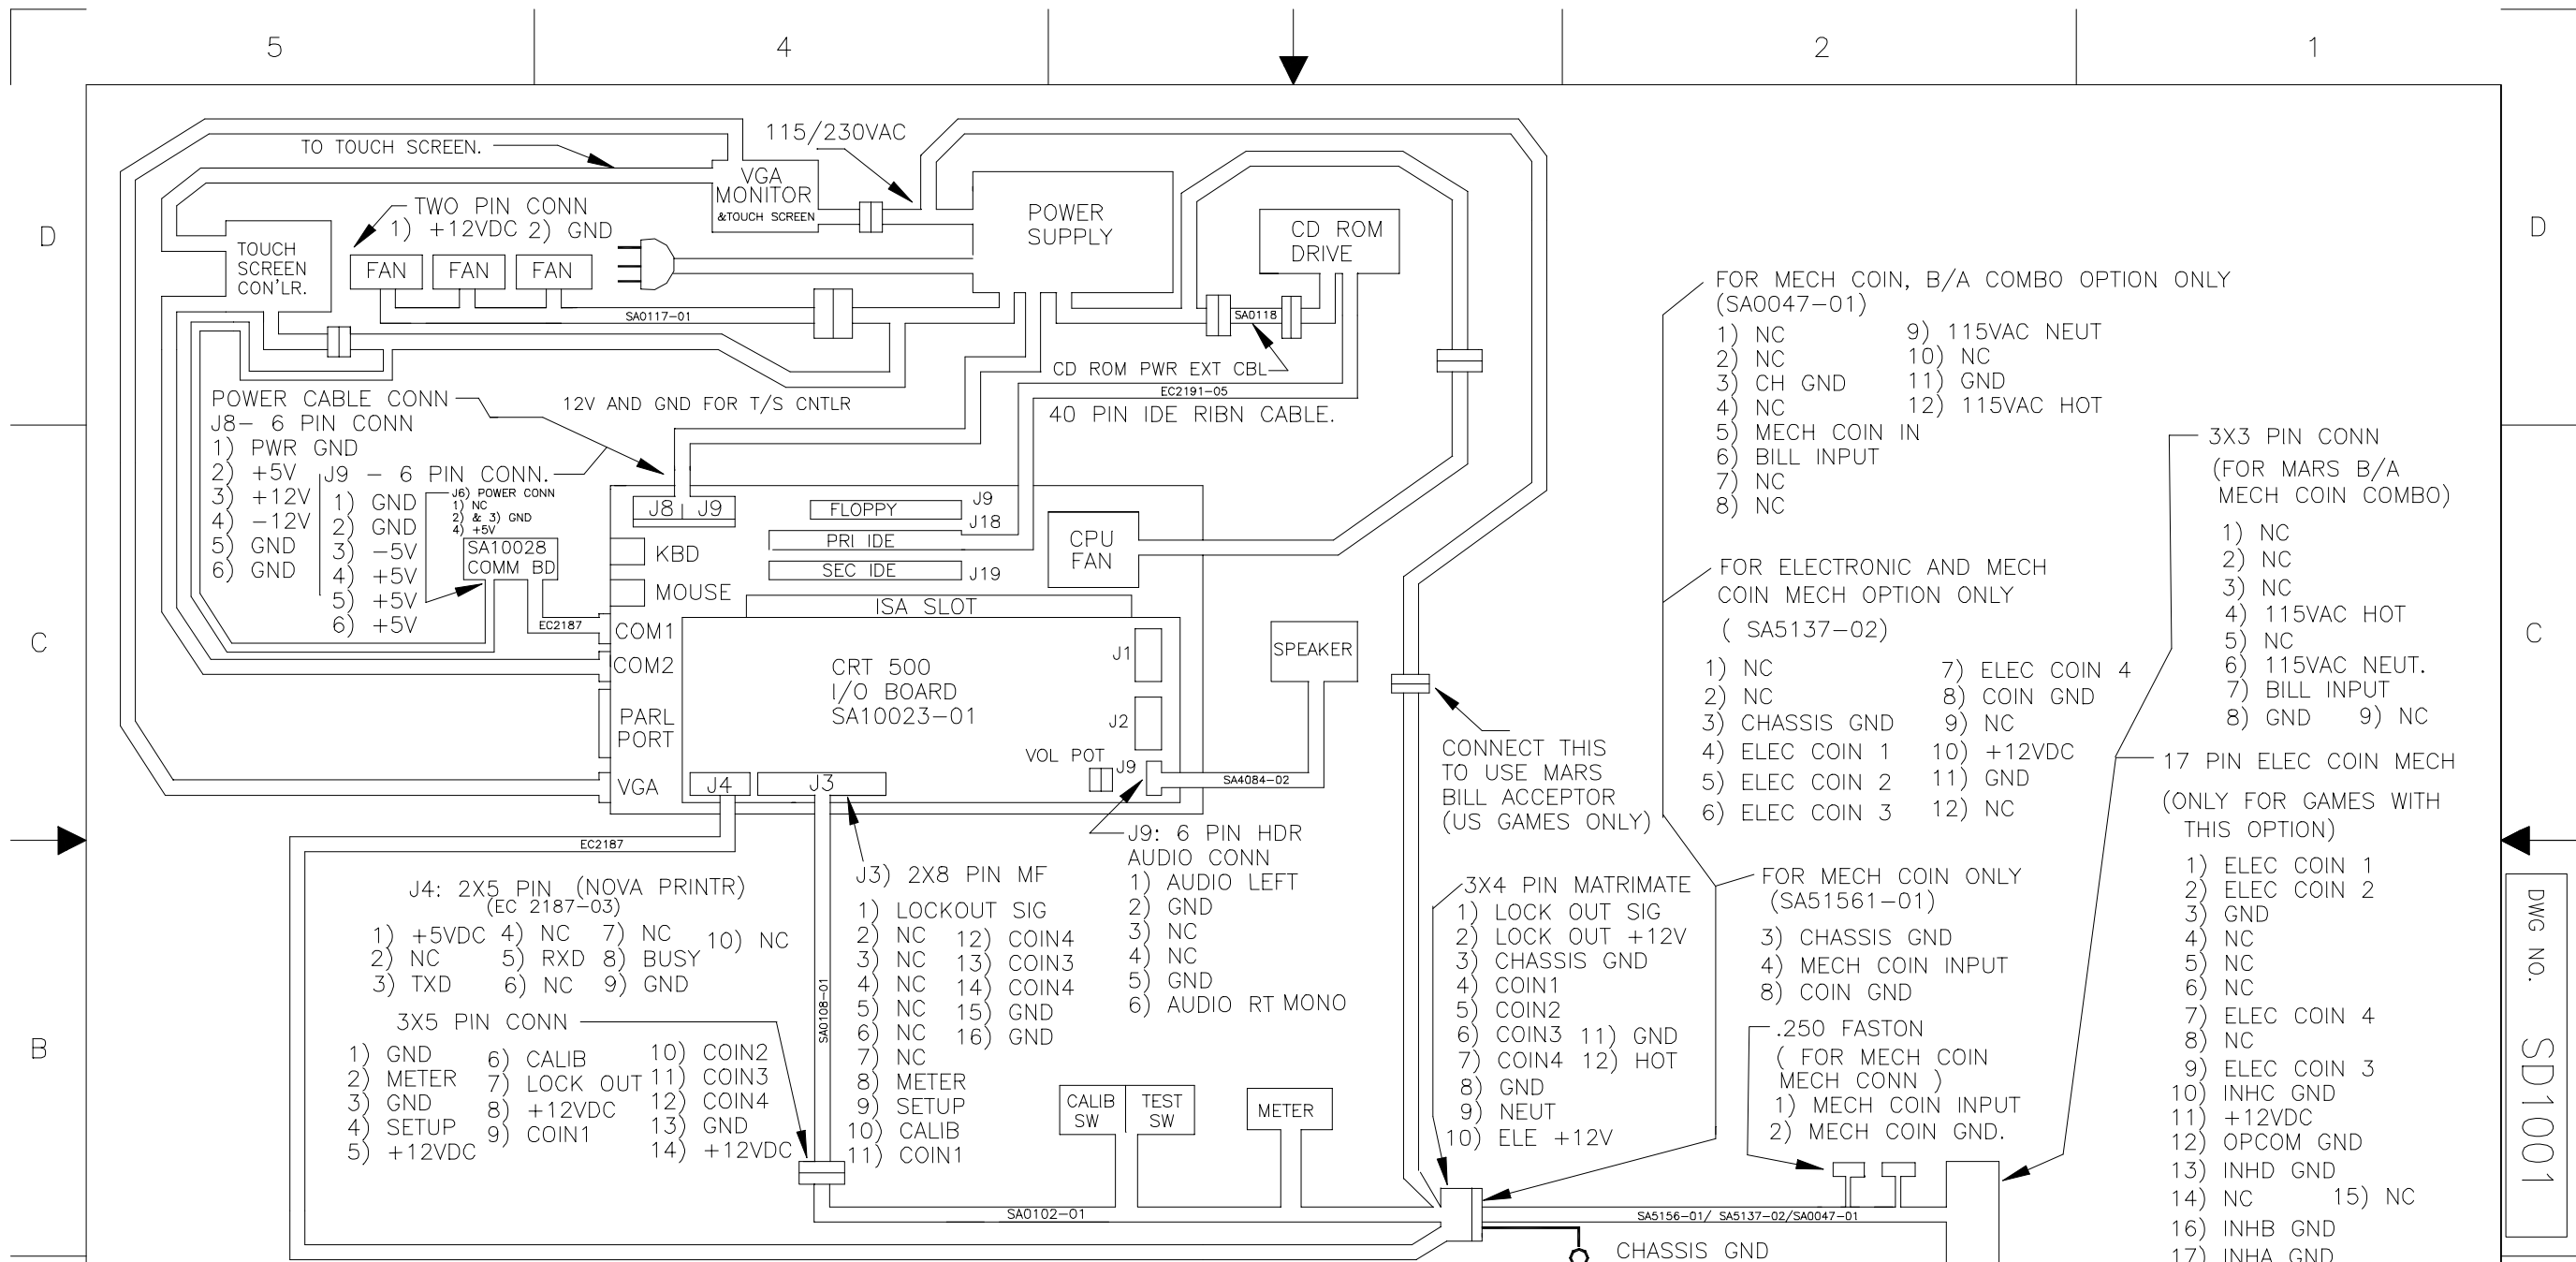 5
4
2
1
D
D
C
C
B
DWG NO.
SD1001
TO TOUCH SCREEN.
115/230VAC
VGA
MONITOR
&TOUCH SCREEN
TWO PIN CONN
1) +12VDC 2) GND
TOUCH
SCREEN
CON'LR.
FAN
FAN
FAN
SA0117-01
POWER
SUPPLY
CD ROM
DRIVE
SA0118
CD ROM PWR EXT CBL
EC2191-05
40 PIN IDE RIBN CABLE.
12V AND GND FOR T/S CNTLR
POWER CABLE CONN
J8- 6 PIN CONN
1) PWR GND
2) +5V
3) +12V
4) -12V
5) GND
6) GND
J9 - 6 PIN CONN.
1) GND
2) GND
3) -5V
4) +5V
5) +5V
6) +5V
J6) POWER CONN
1) NC
2) & 3) GND
4) +5V
SA10028
COMM BD
EC2187
J8 J9
KBD
MOUSE
COM1
COM2
PARL
PORT
VGA
FLOPPY
J9
J18
PRI IDE
SEC IDE
J19
ISA SLOT
CPU
FAN
CRT 500
I/O BOARD
SA10023-01
J1
J2
VOL POT
J9
J4
J3
SPEAKER
SA4084-02
EC2187
J4: 2X5 PIN (NOVA PRINTR)
(EC 2187-03)
1) +5VDC
2) NC
3) TXD
4) NC
5) RXD
6) NC
7) NC
8) BUSY
9) GND
10) NC
3X5 PIN CONN
1) GND
2) METER
3) GND
4) SETUP
5) +12VDC
6) CALIB
7) LOCK OUT
8) +12VDC
9) COIN1
10) COIN2
11) COIN3
12) COIN4
13) GND
14) +12VDC
SA0108-01
J3) 2X8 PIN MF
1) LOCKOUT SIG
2) NC
3) NC
4) NC
5) NC
6) NC
7) NC
8) METER
9) SETUP
10) CALIB
11) COIN1
12) COIN4
13) COIN3
14) COIN4
15) GND
16) GND
J9: 6 PIN HDR
AUDIO CONN
1) AUDIO LEFT
2) GND
3) NC
4) NC
5) GND
6) AUDIO RT MONO
CALIB
SW
TEST
SW
METER
SA0102-01
CONNECT THIS
TO USE MARS
BILL ACCEPTOR
(US GAMES ONLY)
3X4 PIN MATRIMATE
1) LOCK OUT SIG
2) LOCK OUT +12V
3) CHASSIS GND
4) COIN1
5) COIN2
6) COIN3
7) COIN4
8) GND
9) NEUT
10) ELE +12V
11) GND
12) HOT
FOR MECH COIN, B/A COMBO OPTION ONLY
(SA0047-01)
1) NC
2) NC
3) CH GND
4) NC
5) MECH COIN IN
6) BILL INPUT
7) NC
8) NC
9) 115VAC NEUT
10) NC
11) GND
12) 115VAC HOT
FOR ELECTRONIC AND MECH
COIN MECH OPTION ONLY
( SA5137-02)
1) NC
2) NC
3) CHASSIS GND
4) ELEC COIN 1
5) ELEC COIN 2
6) ELEC COIN 3
7) ELEC COIN 4
8) COIN GND
9) NC
10) +12VDC
11) GND
12) NC
FOR MECH COIN ONLY
(SA51561-01)
3) CHASSIS GND
4) MECH COIN INPUT
8) COIN GND
.250 FASTON
( FOR MECH COIN
MECH CONN )
1) MECH COIN INPUT
2) MECH COIN GND.
SA5156-01/ SA5137-02/SA0047-01
CHASSIS GND
3X3 PIN CONN
(FOR MARS B/A
MECH COIN COMBO)
1) NC
2) NC
3) NC
4) 115VAC HOT
5) NC
6) 115VAC NEUT.
7) BILL INPUT
8) GND 9) NC
17 PIN ELEC COIN MECH
(ONLY FOR GAMES WITH
THIS OPTION)
1) ELEC COIN 1
2) ELEC COIN 2
3) GND
4) NC
5) NC
6) NC
7) ELEC COIN 4
8) NC
9) ELEC COIN 3
10) INHC GND
11) +12VDC
12) OPCOM GND
13) INHD GND
14) NC 15) NC
16) INHB GND
17) INHA GND